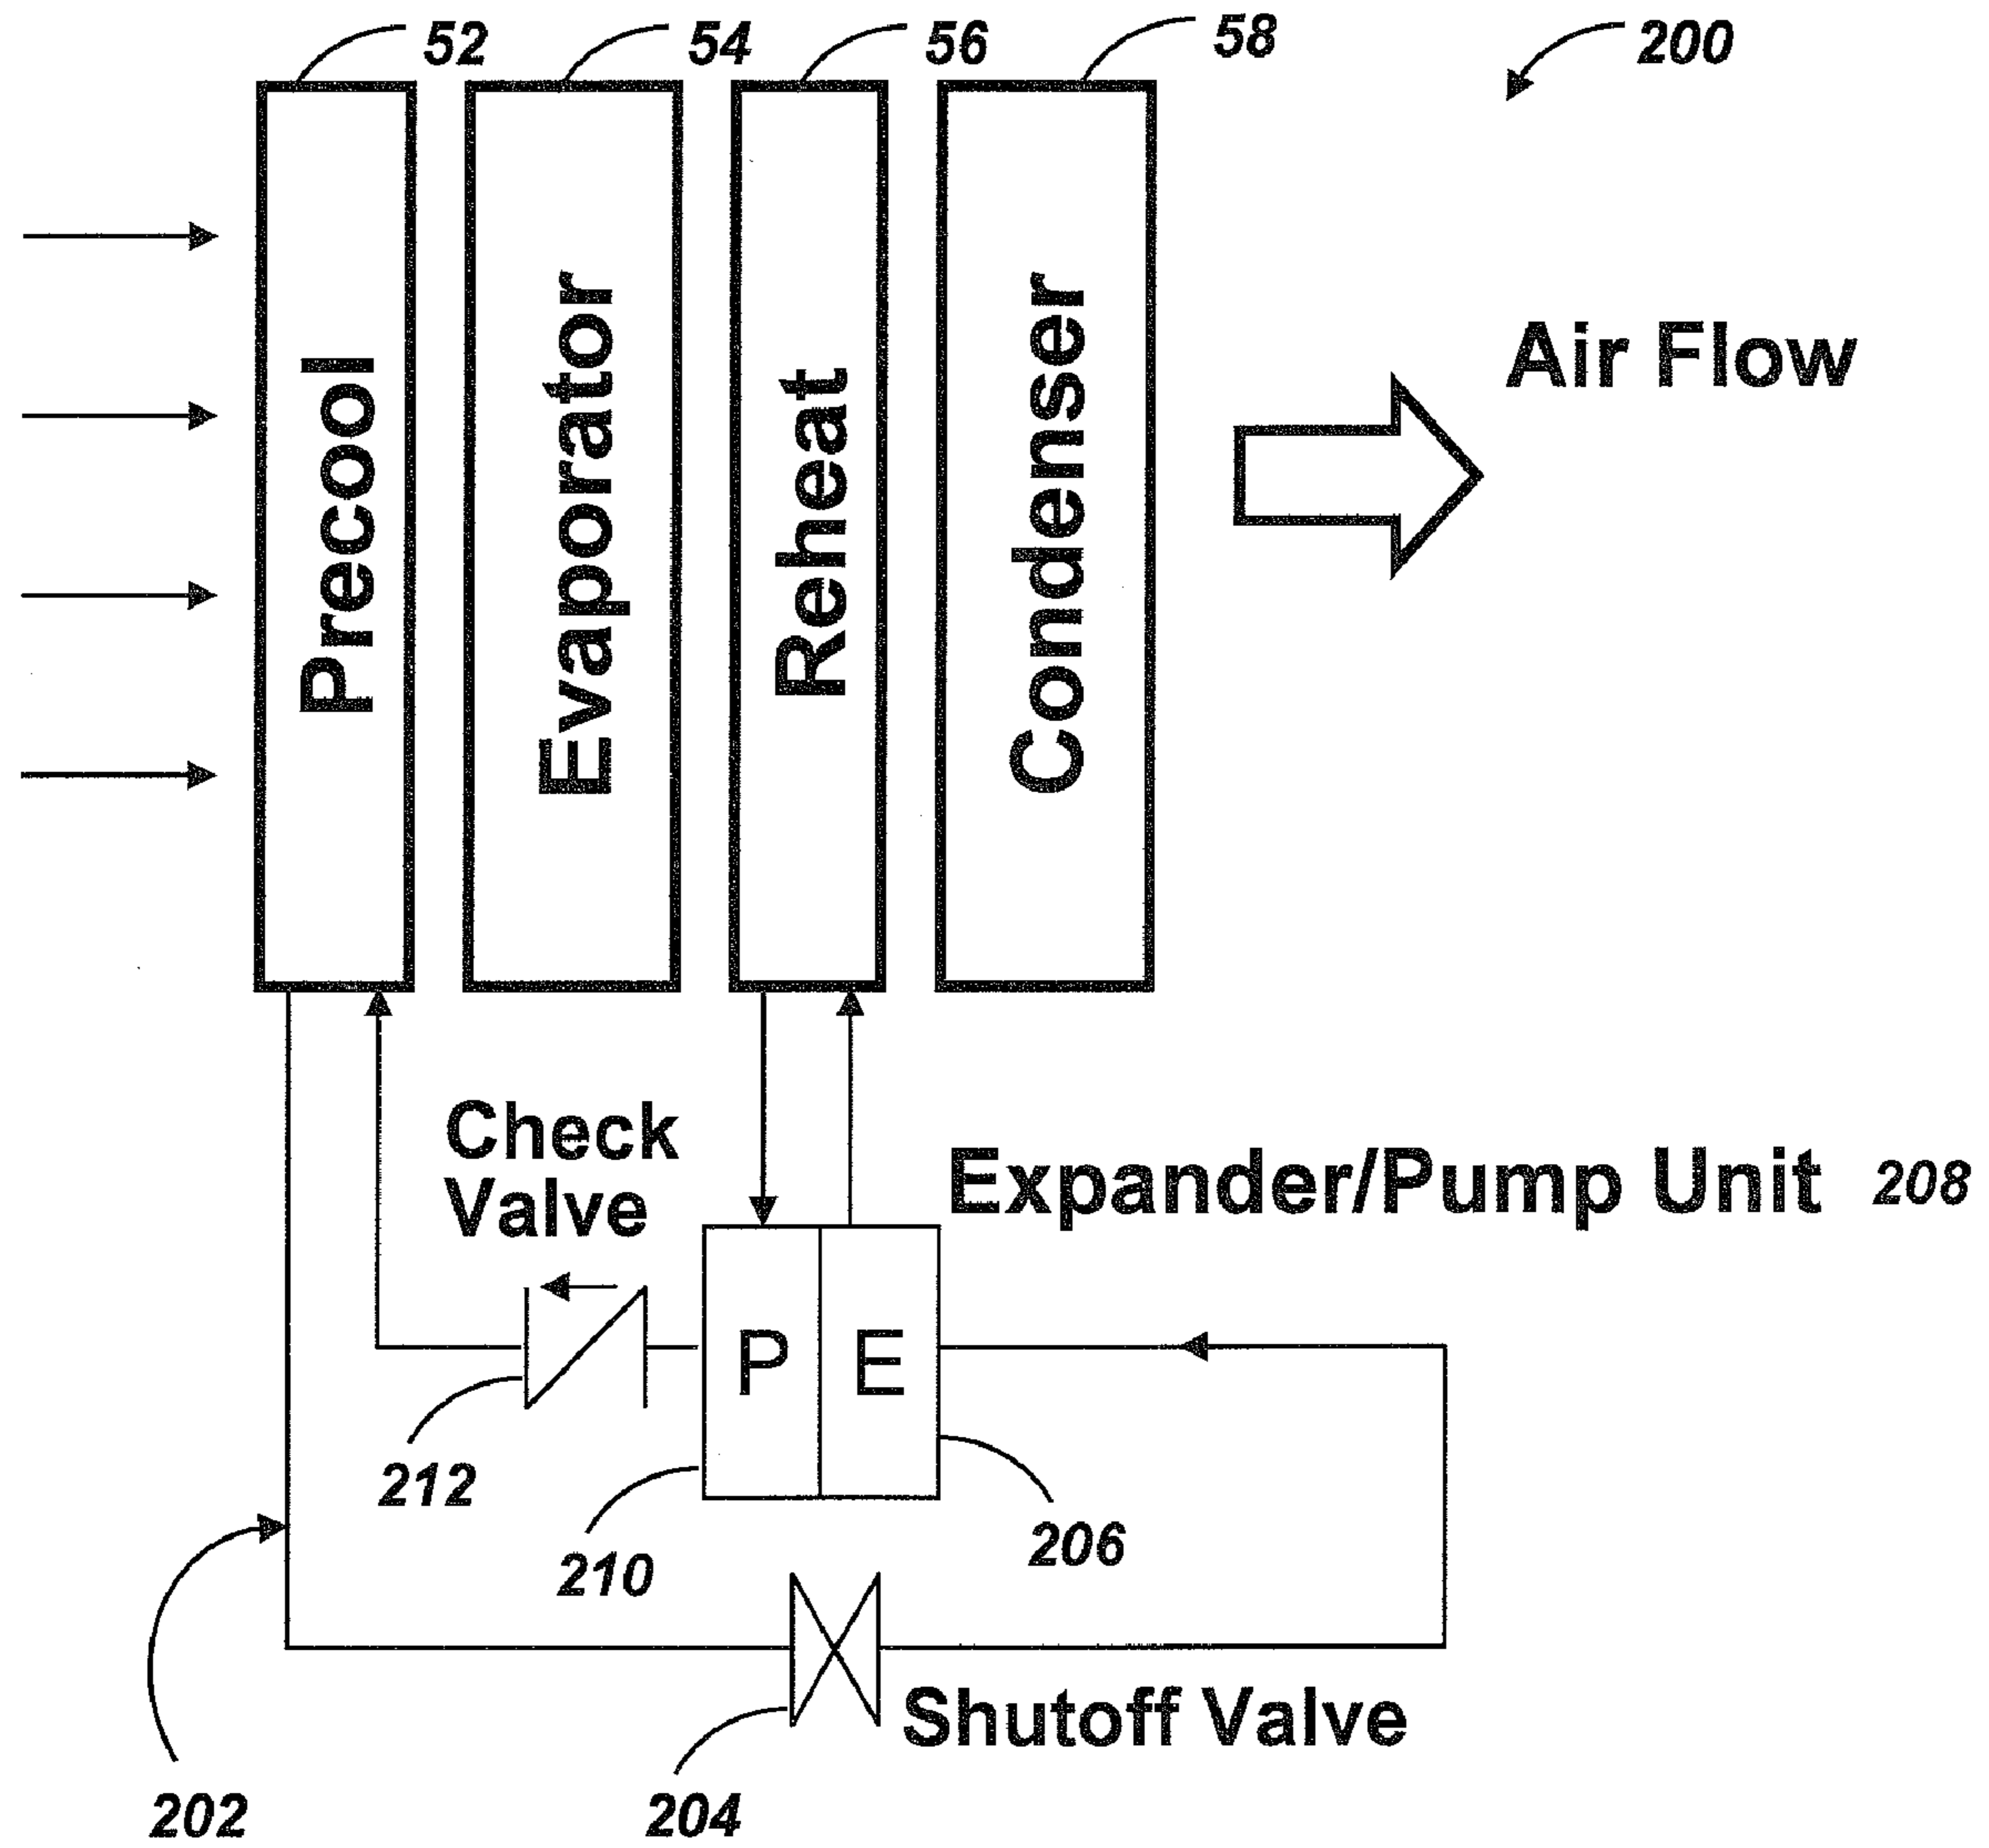 52
54
56
58
200
Precool
Evaporator
Reheat
Condenser
Air Flow
Check
Valve
Expander/Pump Unit 208
P
E
212
210
206
Shutoff Valve
202
204